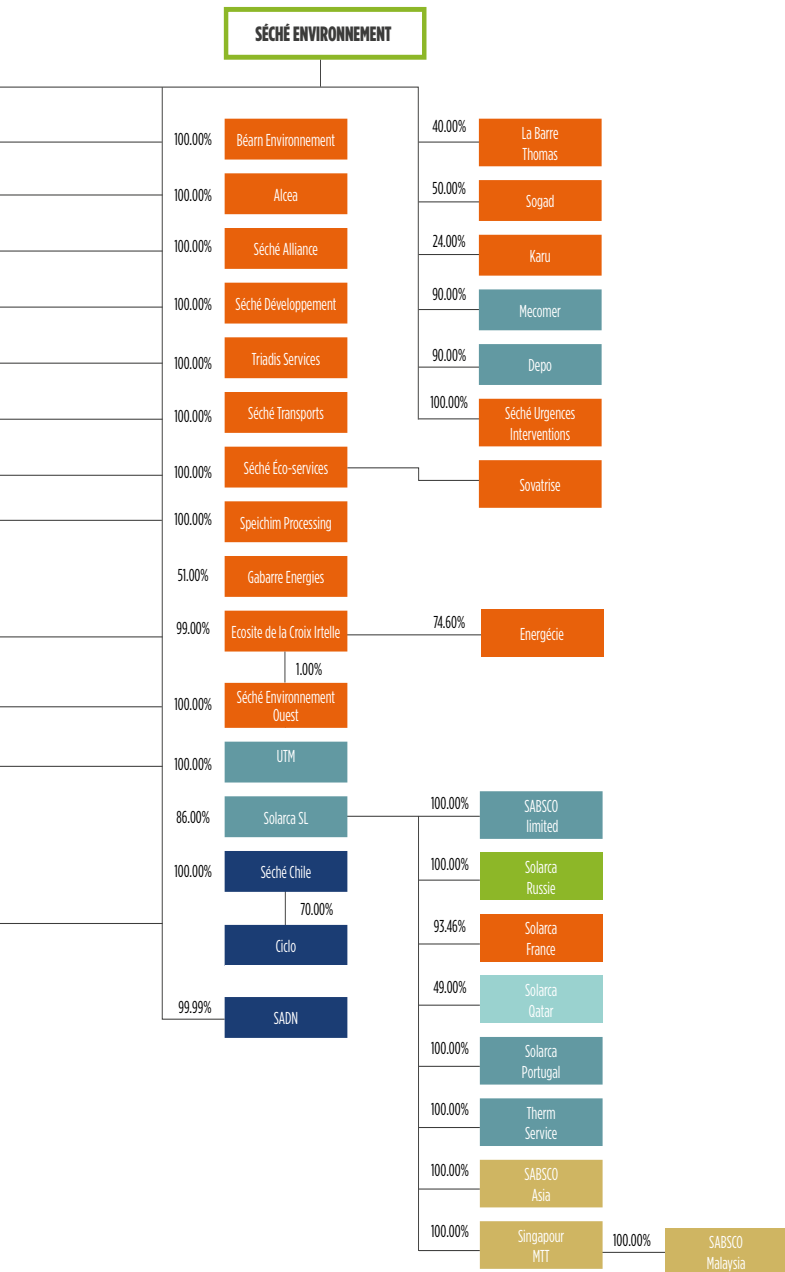 SÉCHÉ ENVIRONNEMENT
100.00%
Béarn Environnement
100.00%
Alcea
100.00%
Séché Alliance
100.00%
Séché Développement
100.00%
Triadis Services
100.00%
Séché Transports
100.00%
Séché Éco-services
100.00%
Speichim Processing
51.00%
Gabarre Energies
99.00%
Ecosite de la Croix Irtelle
1.00%
100.00%
Séché Environnement
Ouest
100.00%
UTM
86.00%
Solarca SL
100.00%
Séché Chile
70.00%
Ciclo
99.99%
SADN
40.00%
La Barre
Thomas
50.00%
Sogad
24.00%
Karu
90.00%
Mecomer
90.00%
Depo
100.00%
Séché Urgences
Interventions
Sovatrise
74.60%
Energécie
100.00%
SABSCO
limited
100.00%
Solarca
Russie
93.46%
Solarca
France
49.00%
Solarca
Qatar
100.00%
Solarca
Portugal
100.00%
Therm
Service
100.00%
SABSCO
Asia
100.00%
Singapour
MTT
100.00%
SABSCO
Malaysia